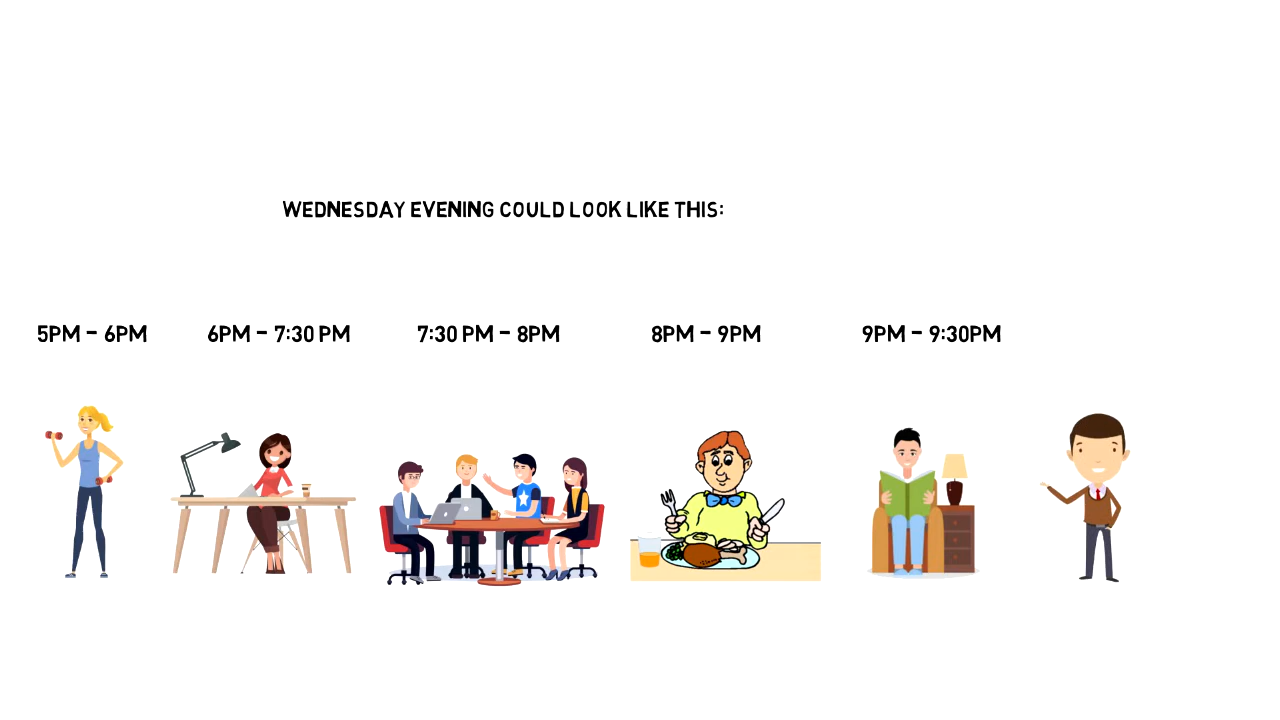 WEDNESDAY EVENING COULD LOOK LIKE THIS:
5PM - 6PM
6PM - 7:30 PM
7:30 PM - 8PM
8PM - 9PM
9PM - 9:30PM